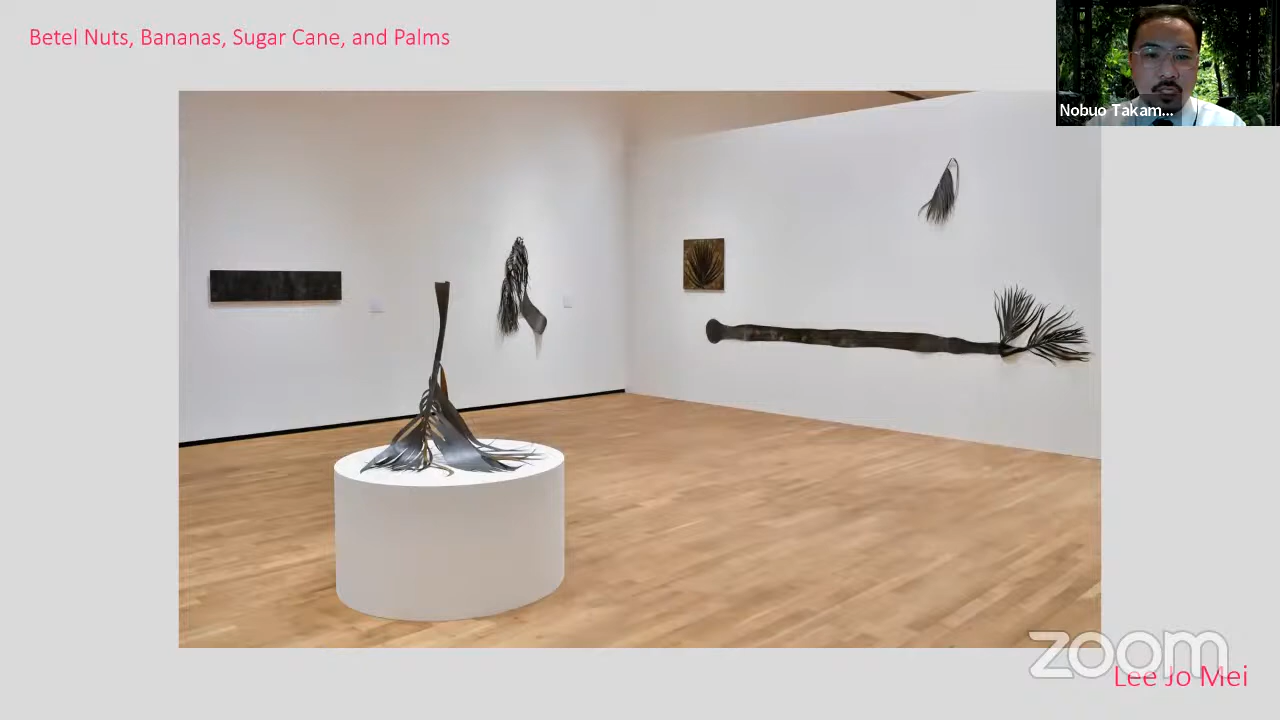 Betel Nuts, Bananas, Sugar Cane, and Palms
Nobuo Takam...
zoom
Lee Jo Mei